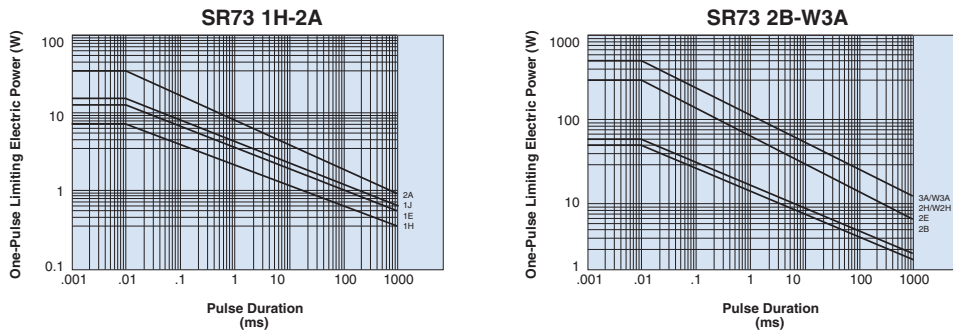 SR73 1H-2A
One-Pulse Limiting Electric Power (W)
100
10
1
0.1
2A
1J
1E
1H
.001
.01
.1
1
10
100
1000
Pulse Duration
(ms)
SR73 2B-W3A
One-Pulse Limiting Electric Power (W)
1000
100
10
1
3A/W3A
2H/W2H
2E
2B
.001
.01
.1
1
10
100
1000
Pulse Duration
(ms)